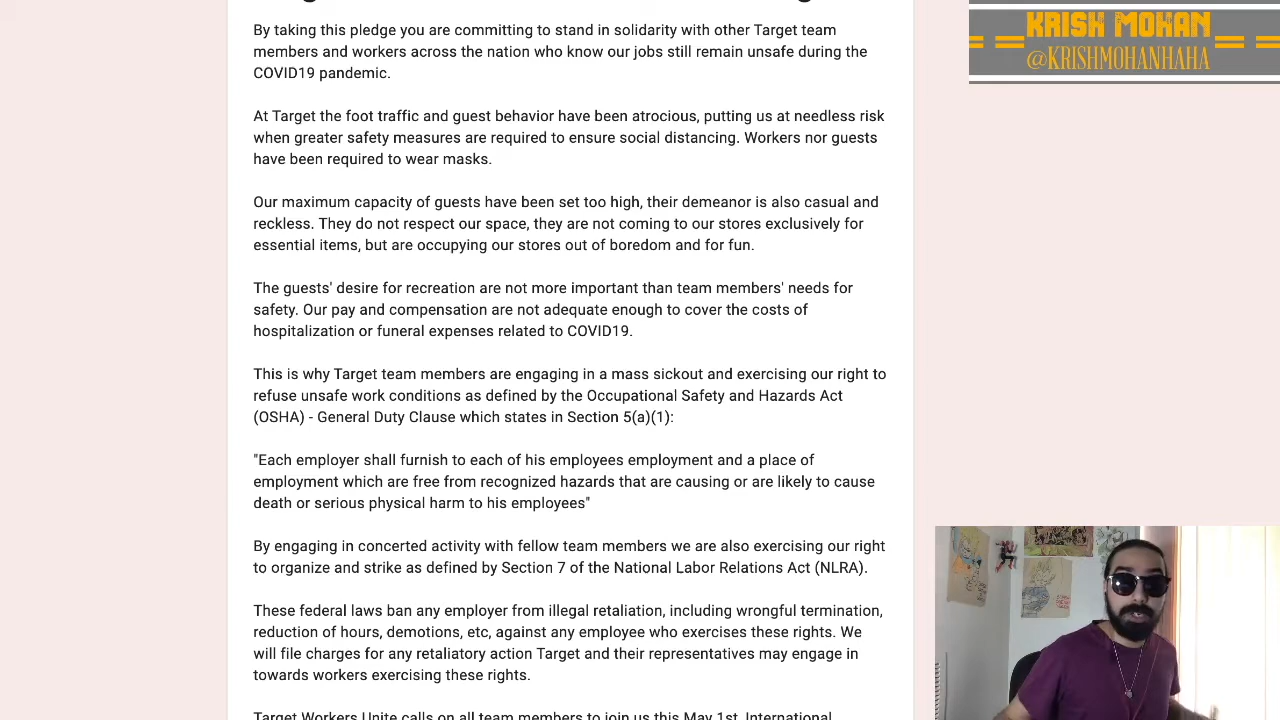 KRISH MOHAN
@KRISHMOHANHAHA
By taking this pledge you are committing to stand in solidarity with other Target team
members and workers across the nation who know our jobs still remain unsafe during the
COVID19 pandemic.
At Target the foot traffic and guest behavior have been atrocious, putting us at needless risk
when greater safety measures are required to ensure social distancing. Workers nor guests
have been required to wear masks.
Our maximum capacity of guests have been set too high, their demeanor is also casual and
reckless. They do not respect our space, they are not coming to our stores exclusively for
essential items, but are occupying our stores out of boredom and for fun.
The guests' desire for recreation are not more important than team members' needs for
safety. Our pay and compensation are not adequate enough to cover the costs of
hospitalization or funeral expenses related to COVID19.
This is why Target team members are engaging in a mass sickout and exercising our right to
refuse unsafe work conditions as defined by the Occupational Safety and Hazards Act
(OSHA) - General Duty Clause which states in Section 5(a)(1):
"Each employer shall furnish to each of his employees employment and a place of
employment which are free from recognized hazards that are causing or are likely to cause
death or serious physical harm to his employees"
By engaging in concerted activity with fellow team members we are also exercising our right
to organize and strike as defined by Section 7 of the National Labor Relations Act (NLRA).
These federal laws ban any employer from illegal retaliation, including wrongful termination,
reduction of hours, demotions, etc, against any employee who exercises these rights. We
will file charges for any retaliatory action Target and their representatives may engage in
towards workers exercising these rights.
Target Workers Unite calls on all team members to join us this May 1st, International